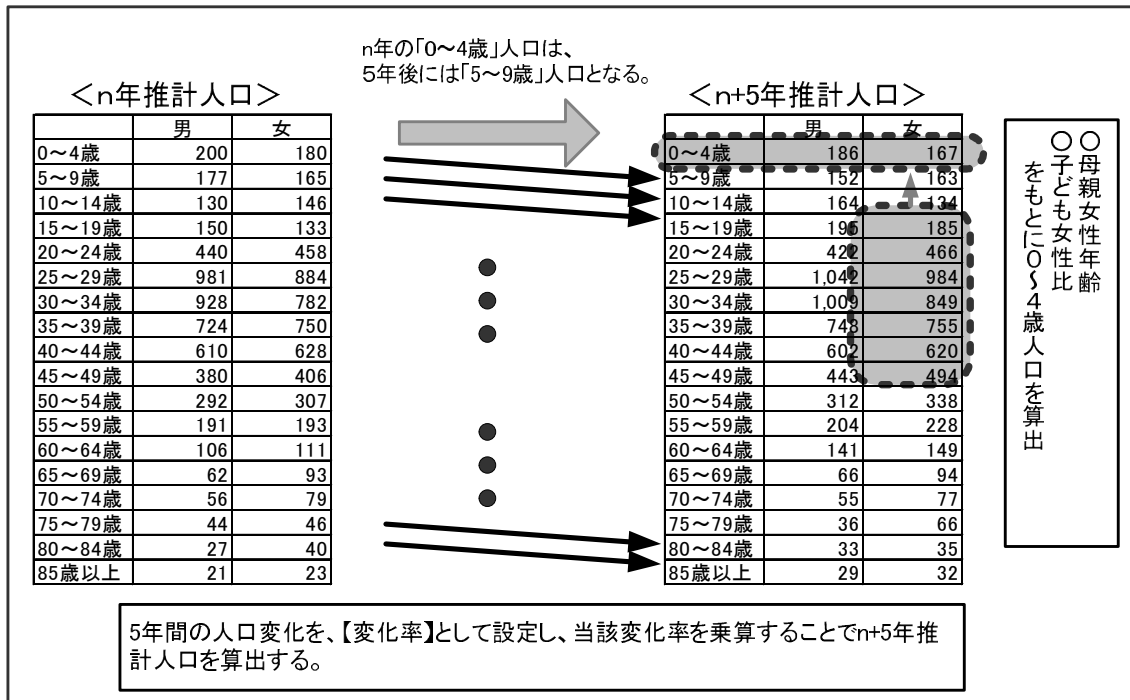 n年の「0～4歳」人口は、
5年後には「5～9歳」人口となる。
＜n年推計人口＞
男 女
0～4歳 200 180
5～9歳 177 165
10～14歳 130 146
15～19歳 150 133
20～24歳 440 458
25～29歳 981 884
30～34歳 928 782
35～39歳 724 750
40～44歳 610 628
45～49歳 380 406
50～54歳 292 307
55～59歳 191 193
60～64歳 106 111
65～69歳 62 93
70～74歳 56 79
75～79歳 44 46
80～84歳 27 40
85歳以上 21 23
＜n+5年推計人口＞
男 女
0～4歳 186 167
5～9歳 152 163
10～14歳 164 134
15～19歳 195 185
20～24歳 422 466
25～29歳 1,042 984
30～34歳 1,009 849
35～39歳 748 755
40～44歳 602 620
45～49歳 443 494
50～54歳 312 338
55～59歳 204 228
60～64歳 141 149
65～69歳 66 94
70～74歳 55 77
75～79歳 36 66
80～84歳 33 35
85歳以上 29 32
○母親女性年齢
○子ども女性比
をもとに0～4歳人口を算出
5年間の人口変化を、【変化率】として設定し、当該変化率を乗算することでn+5年推
計人口を算出する。